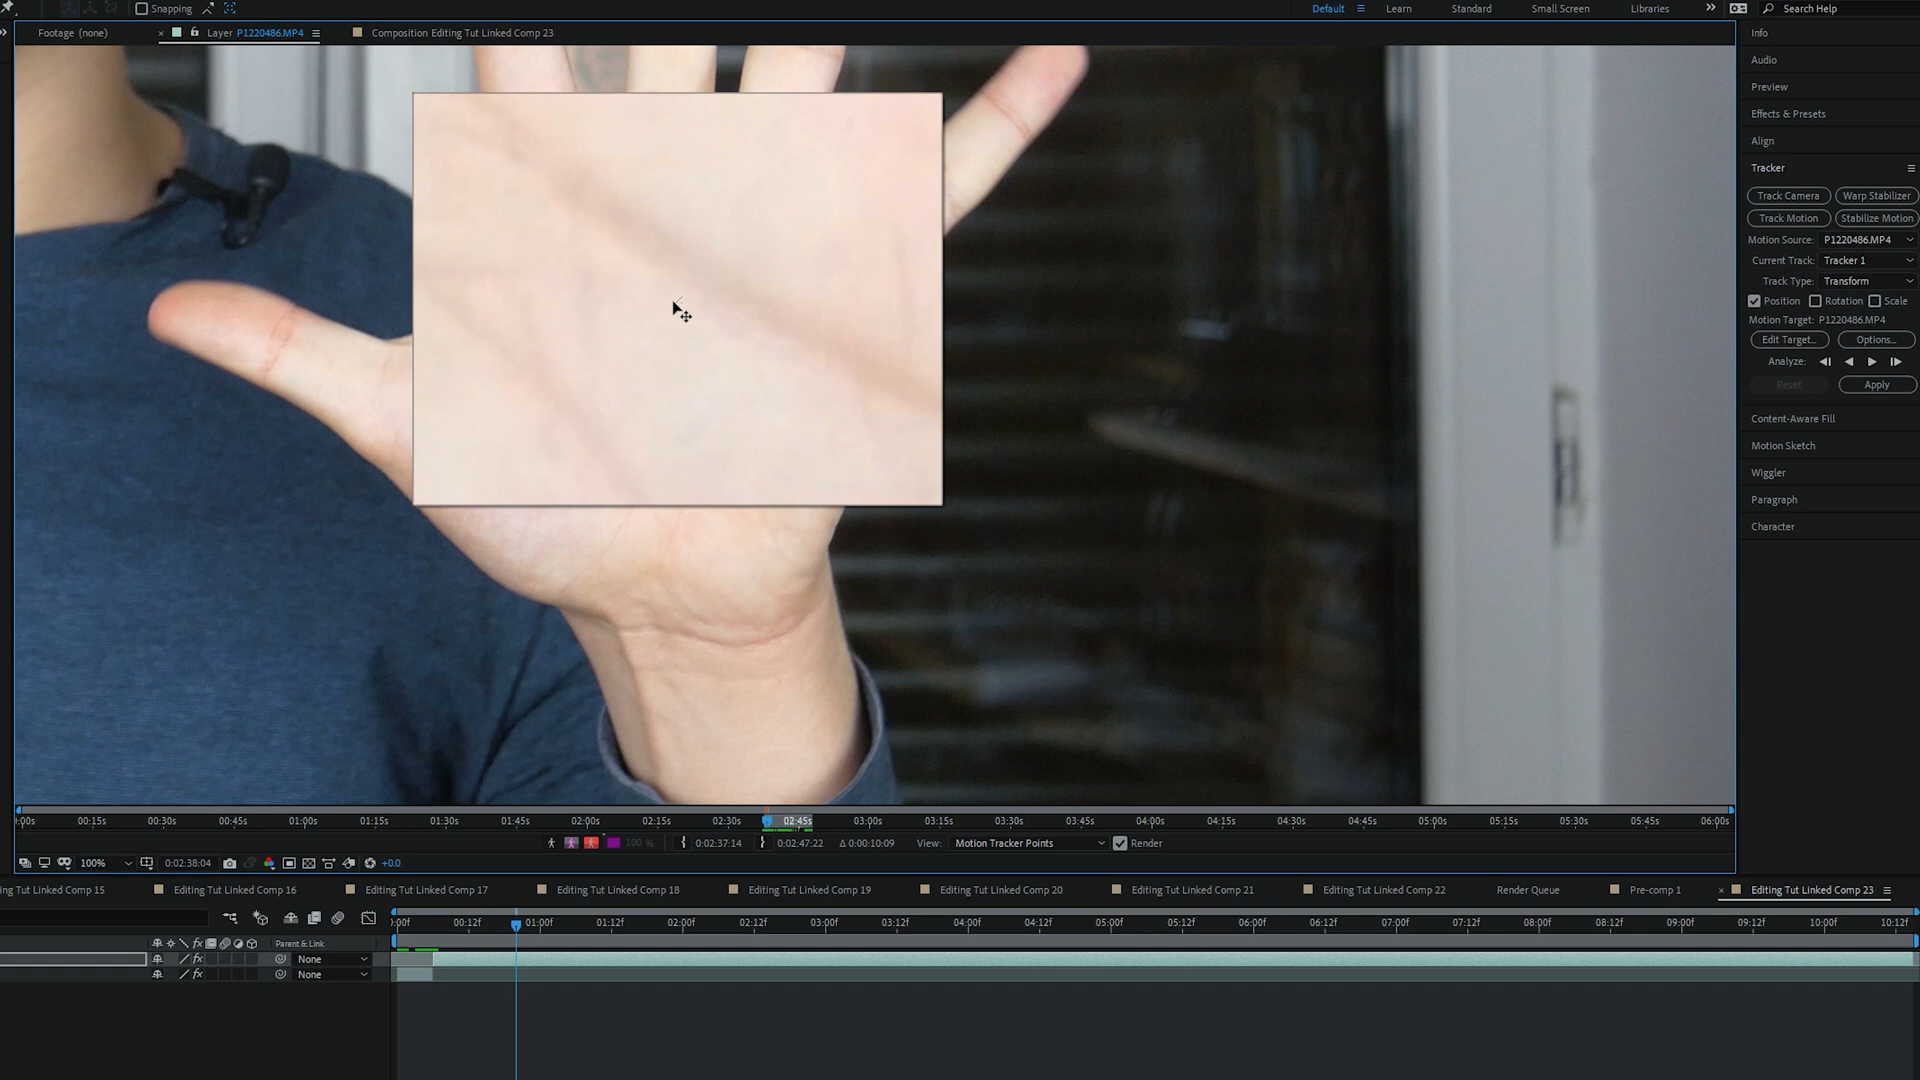 Snapping
Default
Learn
Standard
Small Screen
Libraries
Search Help
Footage (none)
Layer P1220486.MP4
Composition Editing Tut Linked Comp 23
Info
Audio
Preview
Effects & Presets
Align
Tracker
Track Camera
Warp Stabilizer
Track Motion
Stabilize Motion
Motion Source: P1220486.MP4
Current Track: Tracker 1
Track Type: Transform
Position Rotation Scale
Motion Target: P1220486.MP4
Edit Target...
Options...
Analyze:
Reset
Apply
Content-Aware Fill
Motion Sketch
Wiggler
Paragraph
Character
:00s 00:15s 00:30s 00:45s 01:00s 01:15s 01:30s 01:45s 02:00s 02:15s 02:30s 02:45s 03:00s 03:15s 03:30s 03:45s 04:00s 04:15s 04:30s 04:45s 05:00s 05:15s 05:30s 05:45s 06:00s
100 % 0:02:37:14 0:02:47:22 Δ 0:00:10:09 View: Motion Tracker Points Render
100% 0:02:38:04 +0.0
ng Tut Linked Comp 15 Editing Tut Linked Comp 16 Editing Tut Linked Comp 17 Editing Tut Linked Comp 18 Editing Tut Linked Comp 19 Editing Tut Linked Comp 20 Editing Tut Linked Comp 21 Editing Tut Linked Comp 22 Render Queue Pre-comp 1 Editing Tut Linked Comp 23
:00f 00:12f 01:00f 01:12f 02:00f 02:12f 03:00f 03:12f 04:00f 04:12f 05:00f 05:12f 06:00f 06:12f 07:00f 07:12f 08:00f 08:12f 09:00f 09:12f 10:00f 10:12f
fx Parent & Link
fx None
fx None